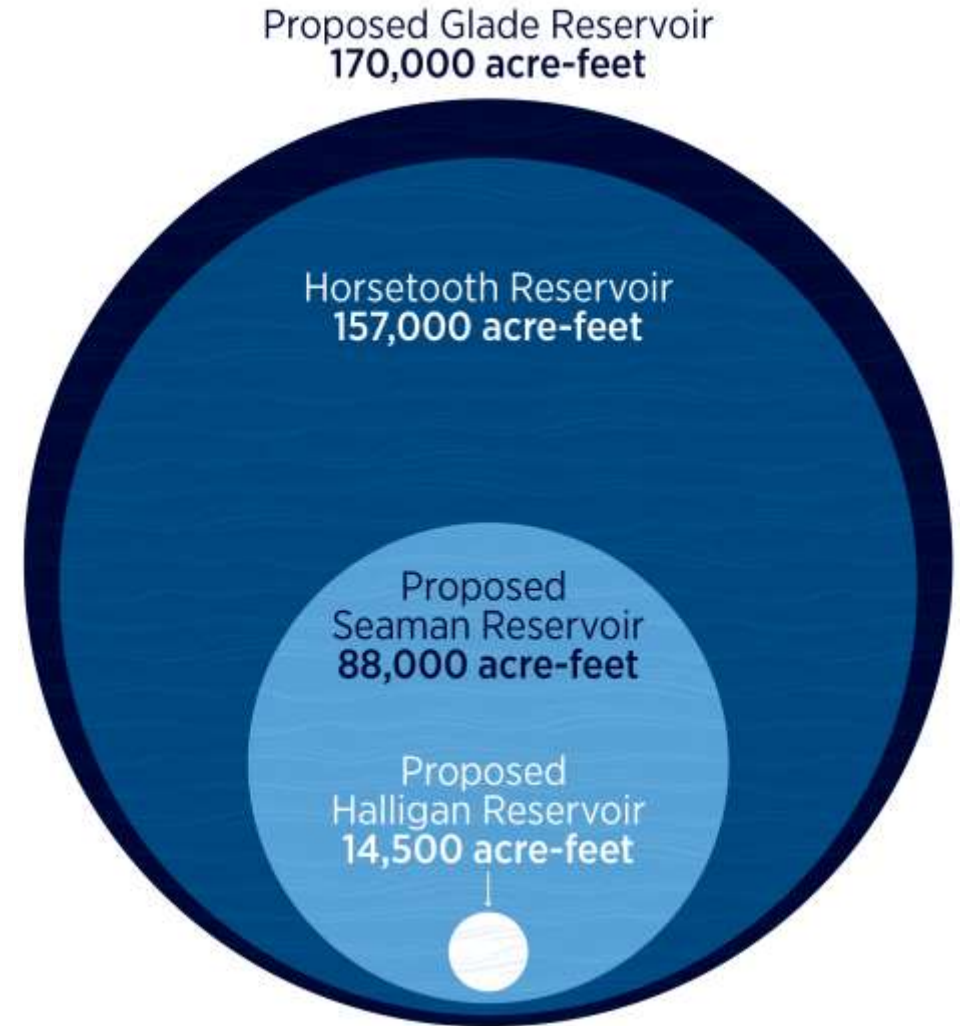 Proposed Glade Reservoir
170,000 acre-feet
Horsetooth Reservoir
157,000 acre-feet
Proposed
Seaman Reservoir
88,000 acre-feet
Proposed
Halligan Reservoir
14,500 acre-feet